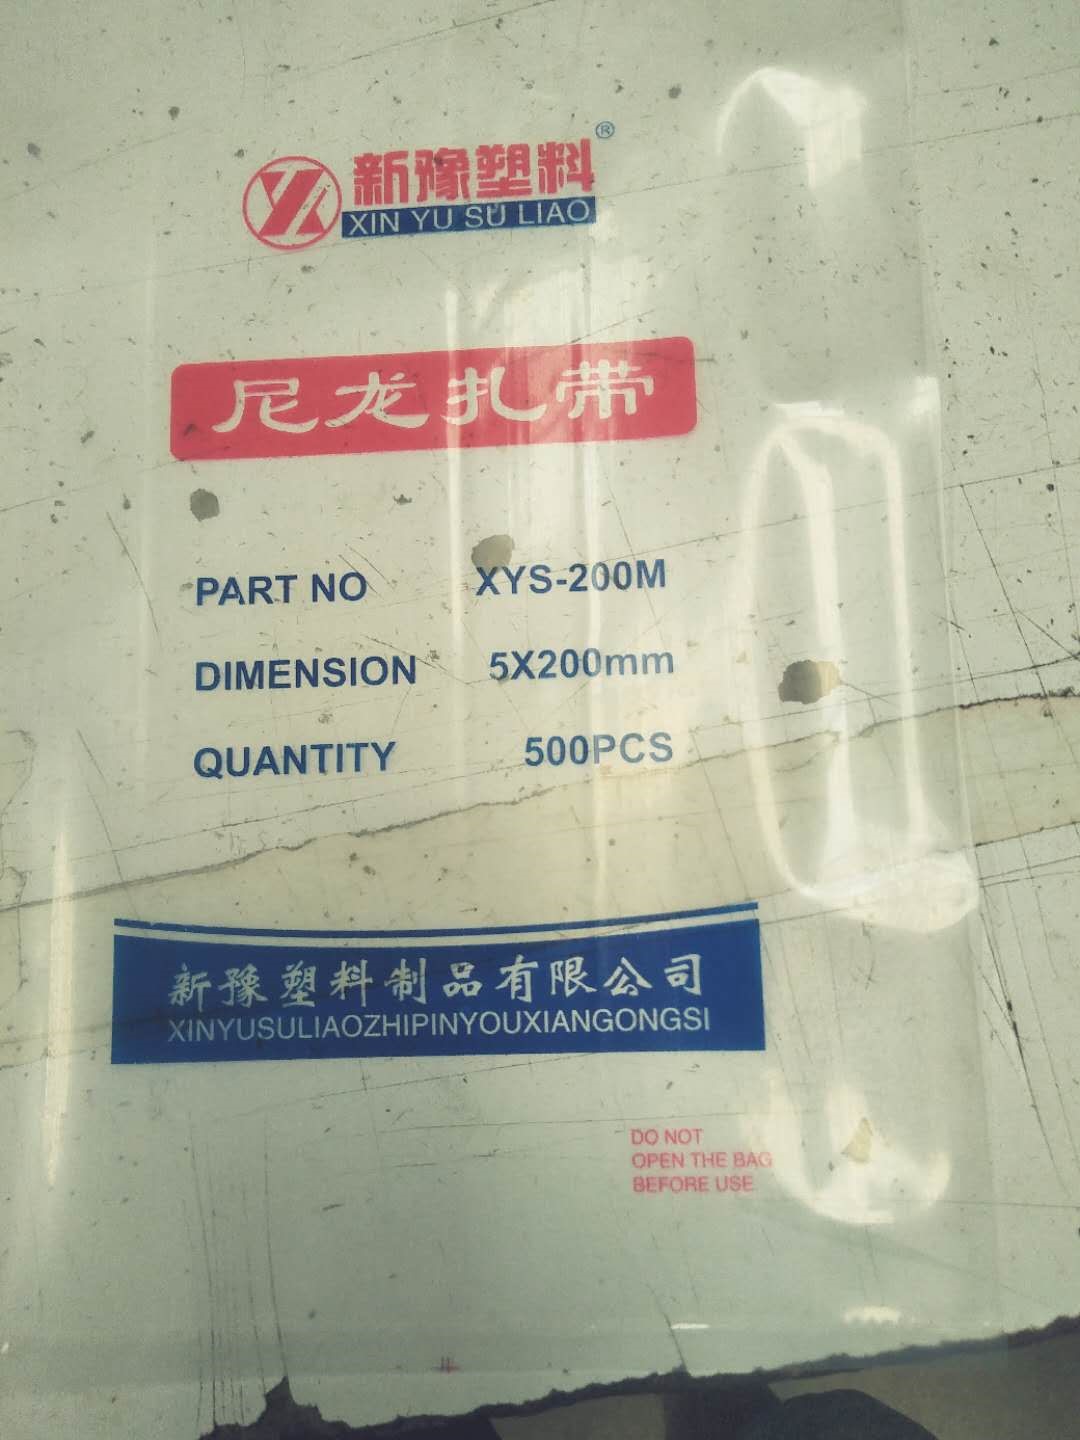 新豫塑料®
XIN YU SU LIAO
尼龙扎带
PART NO XYS-200M
DIMENSION 5X200mm
QUANTITY 500PCS
新豫塑料制品有限公司
XINYUSULIAOZHIPINYOUXIANGONGSI
DO NOT
OPEN THE BAG
BEFORE USE